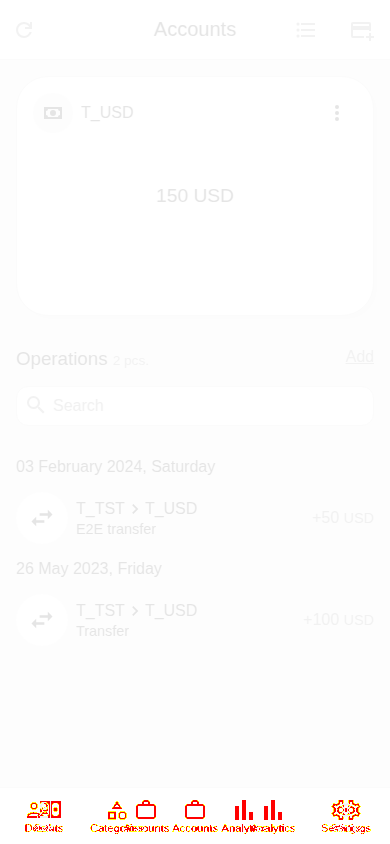 Accounts
T_USD
150 USD
Operations 2 pcs.
Add
Search
03 February 2024, Saturday
T_TST > T_USD
+50 USD
E2E transfer
26 May 2023, Friday
T_TST > T_USD
+100 USD
Transfer
Accounts